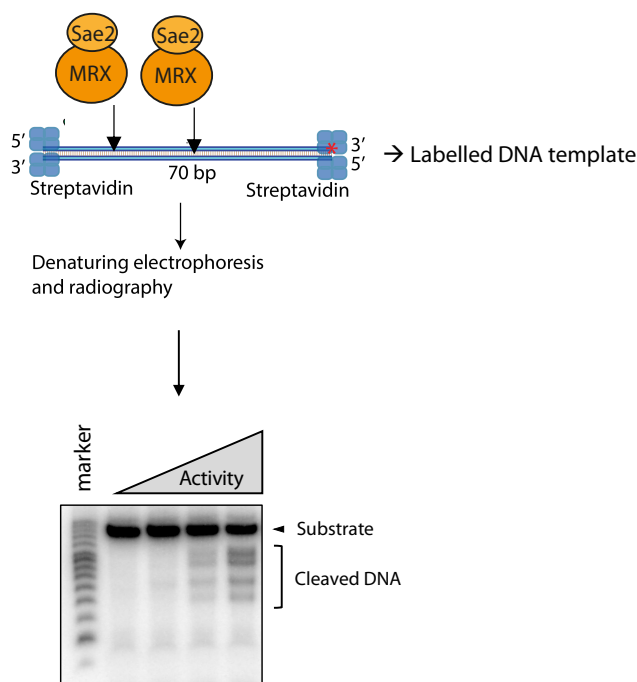 Sae2
Sae2
MRX
MRX
5′
3′
*
→ Labelled DNA template
3′
5′
70 bp
Streptavidin
Streptavidin
Denaturing electrophoresis
and radiography
marker
Activity
Substrate
Cleaved DNA